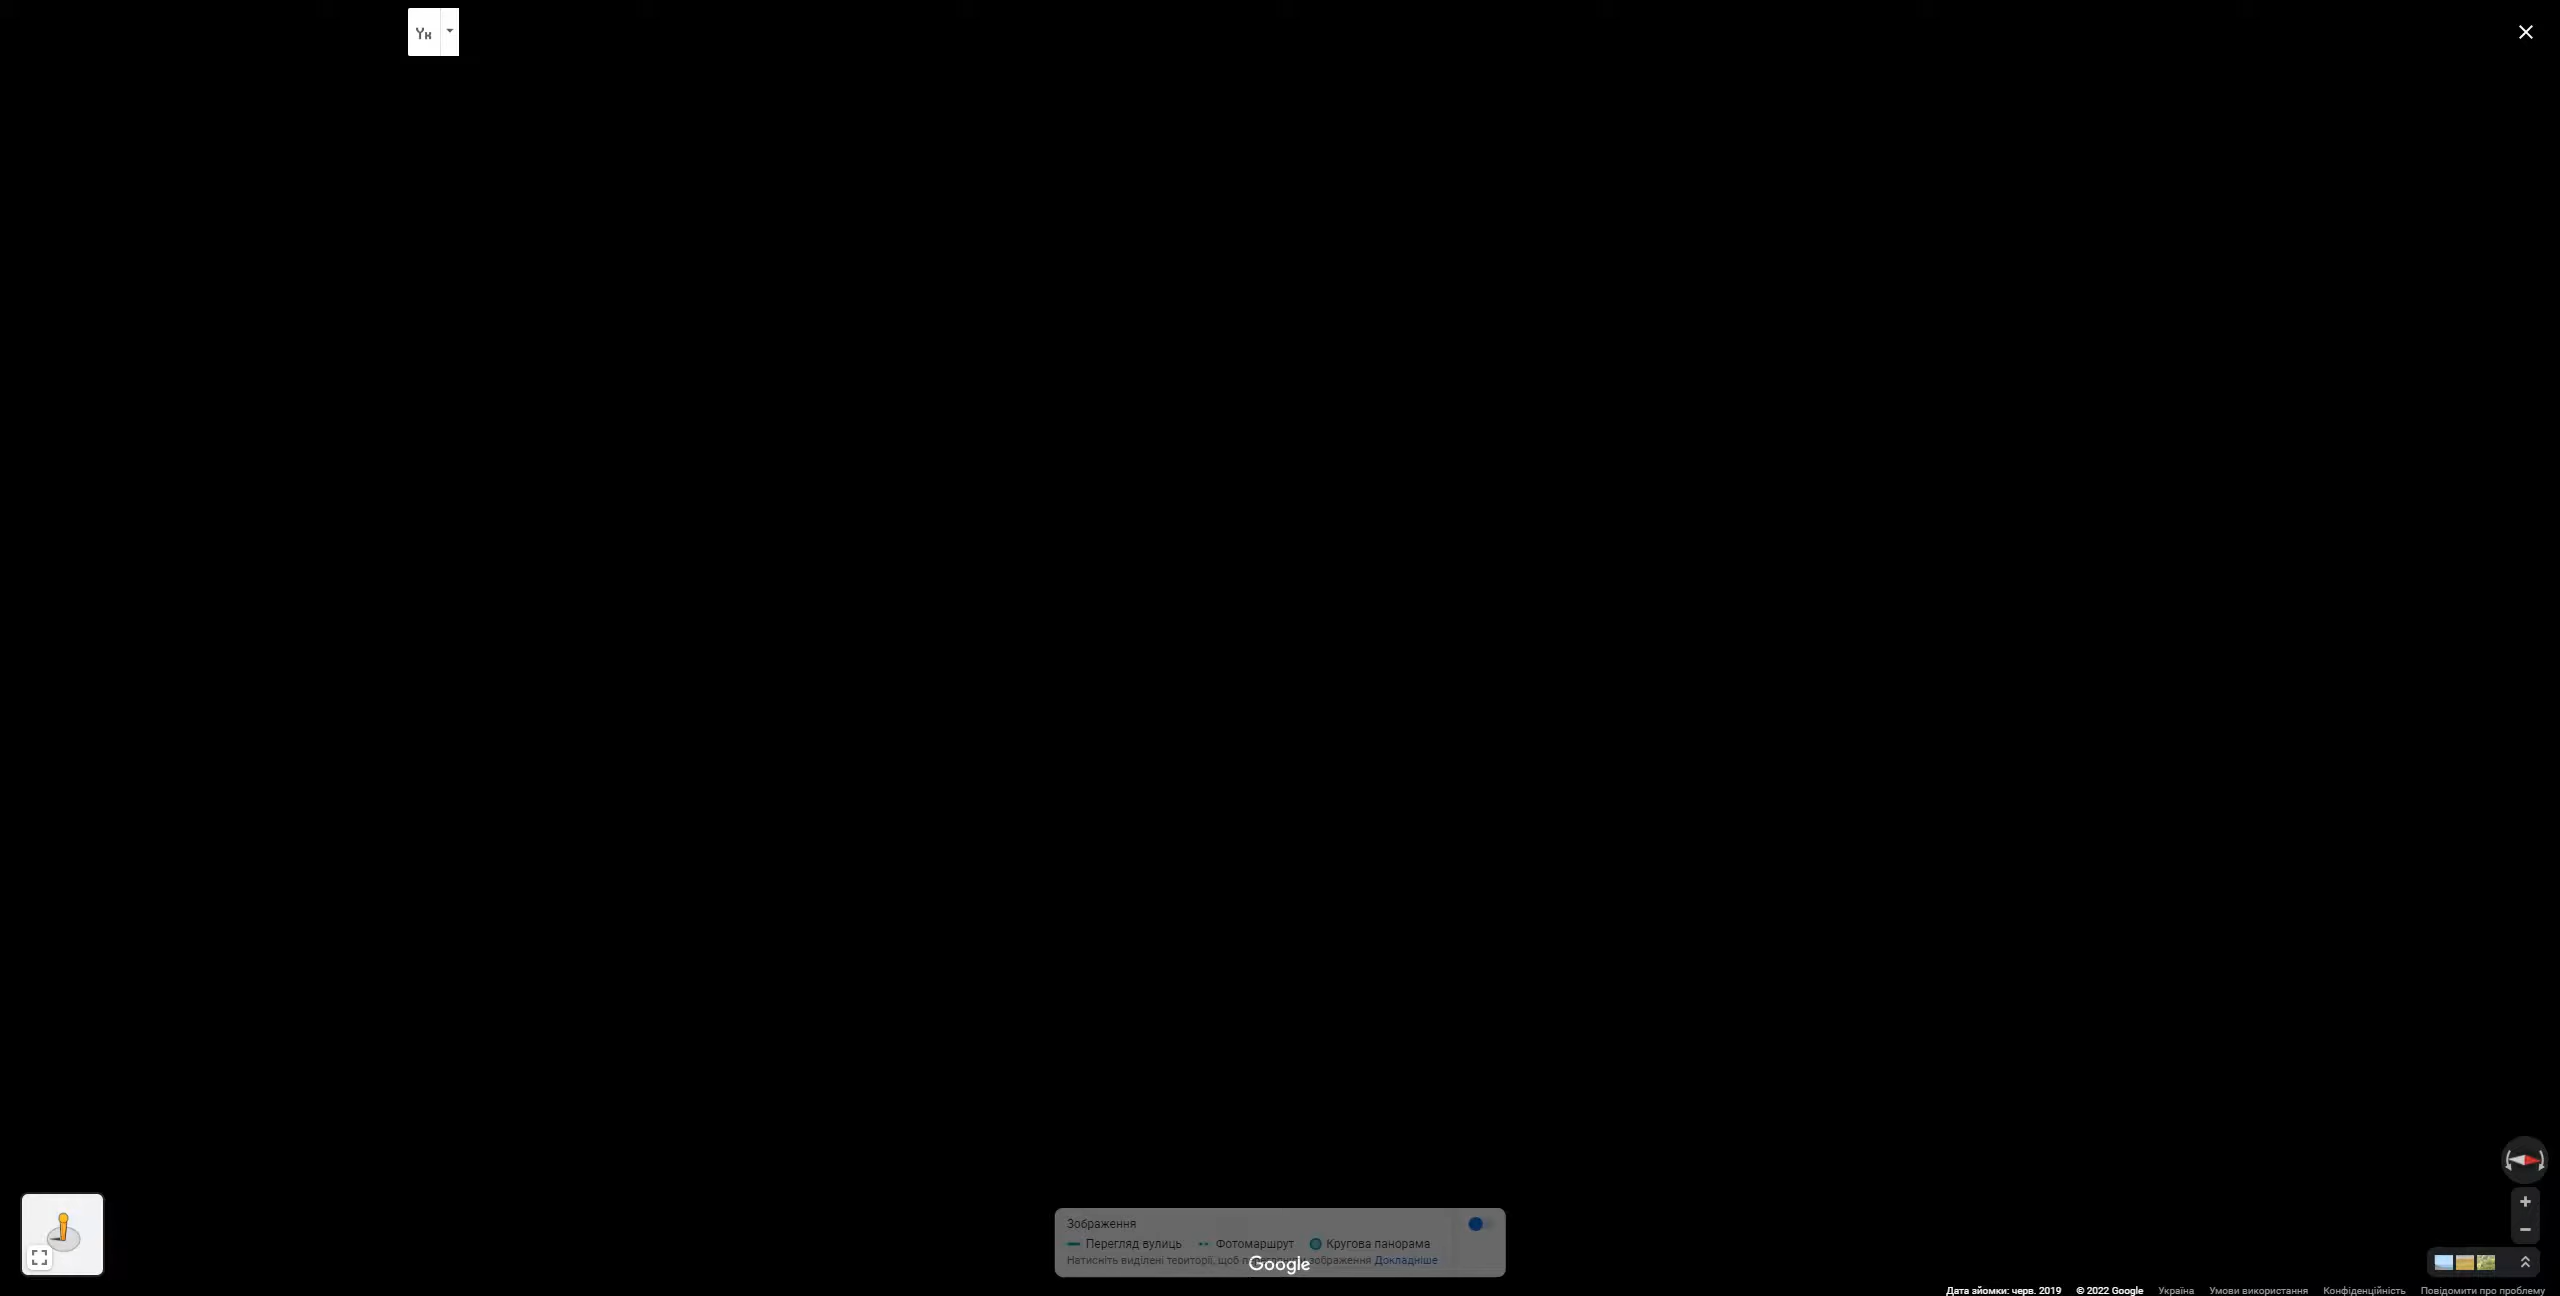 Ук
Зображення
Перегляд вулиць Фотомаршрут Кругова панорама
Натисніть виділені території, щоб зображення Докладніше
Google
Дата зйомки: черв. 2019 © 2022 Google Україна Умови використання Конфіденційність Повідомити про проблему